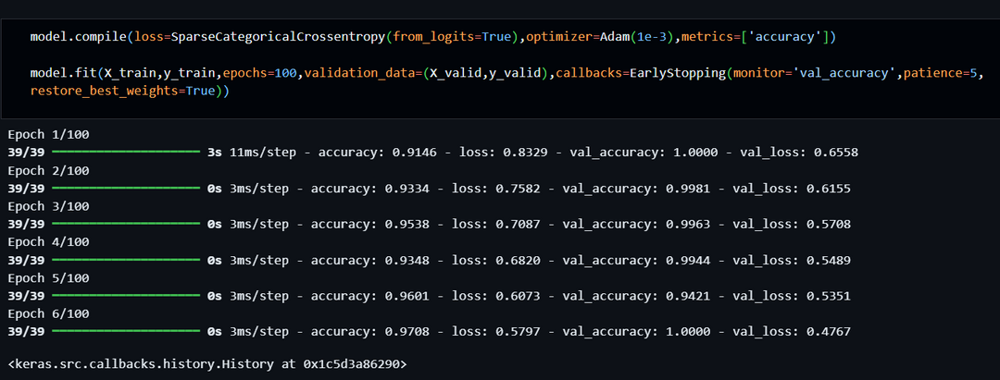 model.compile(loss=SparseCategoricalCrossentropy(from_logits=True),optimizer=Adam(1e-3),metrics=['accuracy'])
model.fit(X_train,y_train,epochs=100,validation_data=(X_valid,y_valid),callbacks=EarlyStopping(monitor='val_accuracy',patience=5,
restore_best_weights=True))
Epoch 1/100
39/39 ━━━━━━━━━━━━━━━━━━━━ 3s 11ms/step - accuracy: 0.9146 - loss: 0.8329 - val_accuracy: 1.0000 - val_loss: 0.6558
Epoch 2/100
39/39 ━━━━━━━━━━━━━━━━━━━━ 0s 3ms/step - accuracy: 0.9334 - loss: 0.7582 - val_accuracy: 0.9981 - val_loss: 0.6155
Epoch 3/100
39/39 ━━━━━━━━━━━━━━━━━━━━ 0s 3ms/step - accuracy: 0.9538 - loss: 0.7087 - val_accuracy: 0.9963 - val_loss: 0.5708
Epoch 4/100
39/39 ━━━━━━━━━━━━━━━━━━━━ 0s 3ms/step - accuracy: 0.9348 - loss: 0.6820 - val_accuracy: 0.9944 - val_loss: 0.5489
Epoch 5/100
39/39 ━━━━━━━━━━━━━━━━━━━━ 0s 3ms/step - accuracy: 0.9601 - loss: 0.6073 - val_accuracy: 0.9421 - val_loss: 0.5351
Epoch 6/100
39/39 ━━━━━━━━━━━━━━━━━━━━ 0s 3ms/step - accuracy: 0.9708 - loss: 0.5797 - val_accuracy: 1.0000 - val_loss: 0.4767
<keras.src.callbacks.history.History at 0x1c5d3a86290>